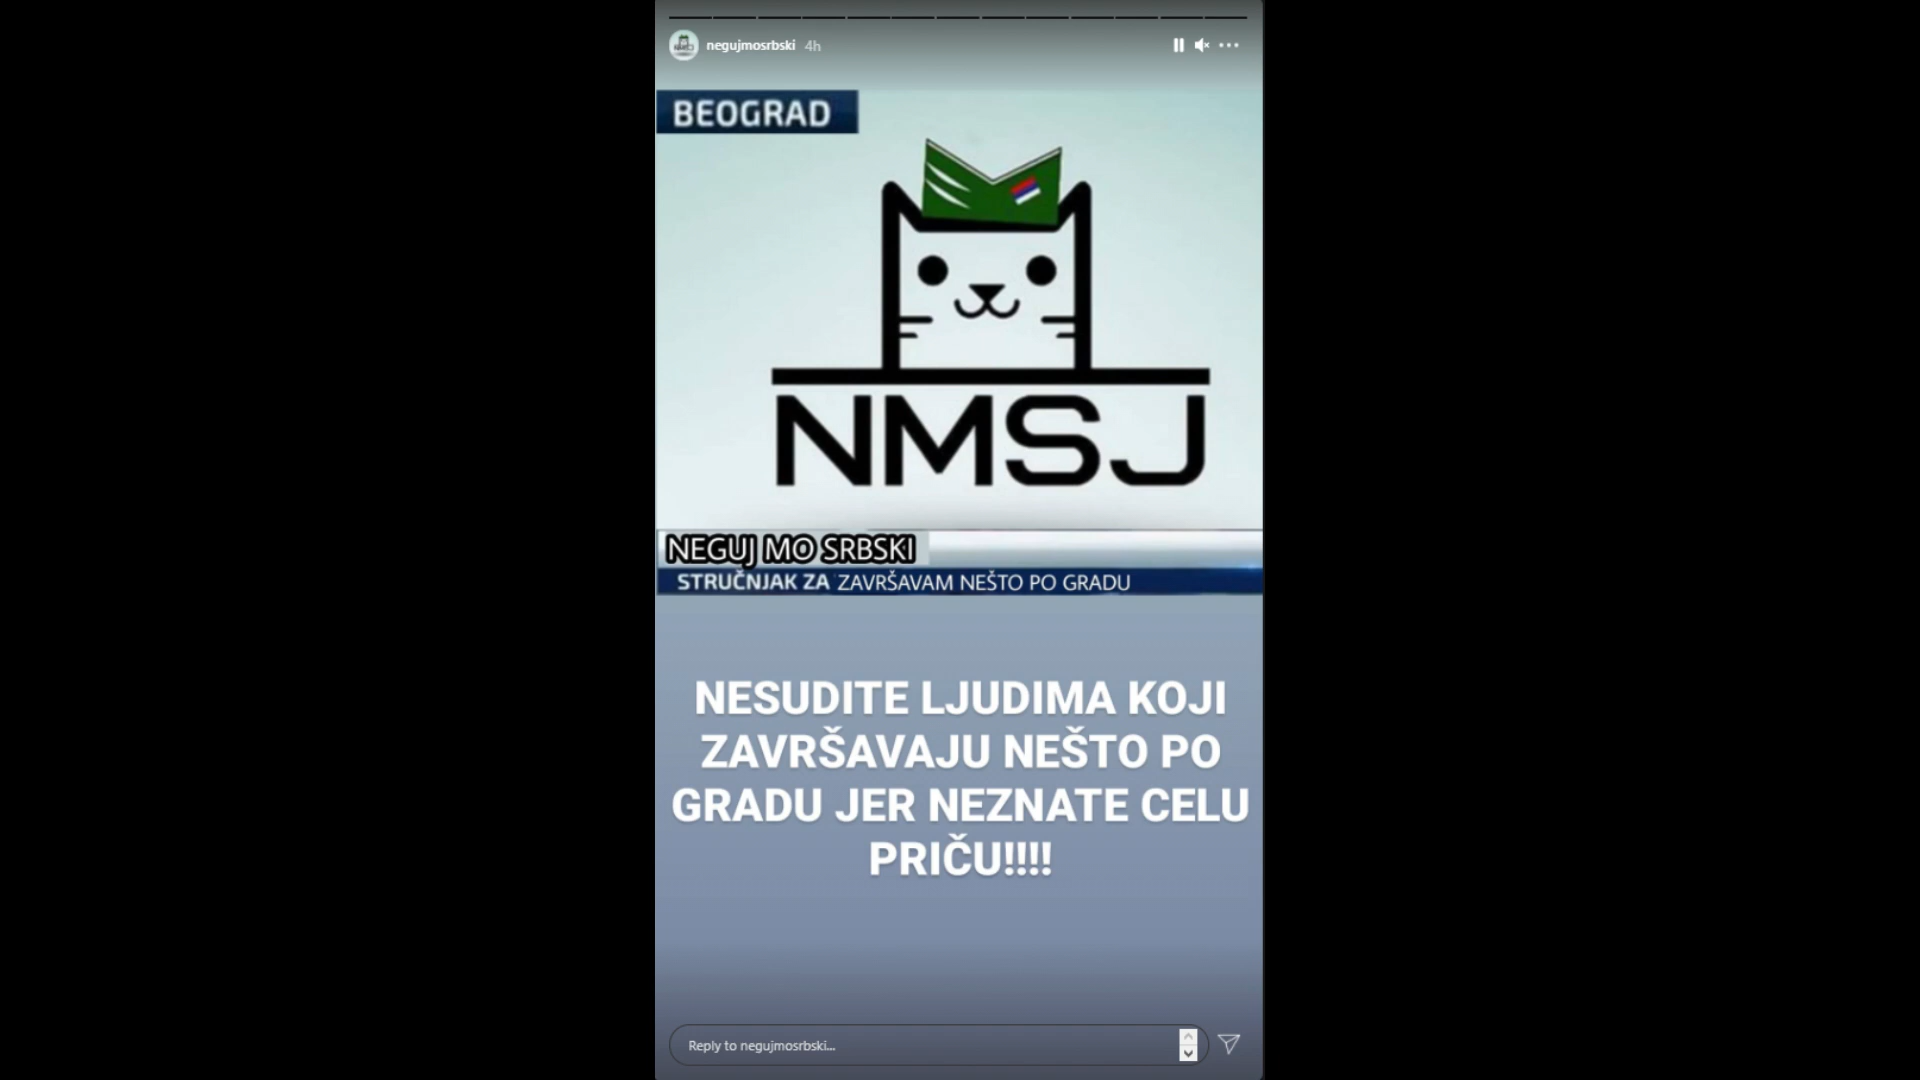 negujmosrbski 4h
BEOGRAD
NMSJ
NEGUJ MO SRBSKI
STRUČNJAK ZA ZAVRŠAVAM NEŠTO PO GRADU
NESUDITE LJUDIMA KOJI
ZAVRŠAVAJU NEŠTO PO
GRADU JER NEZNATE CELU
PRIČU!!!!
Reply to negujmosrbski...